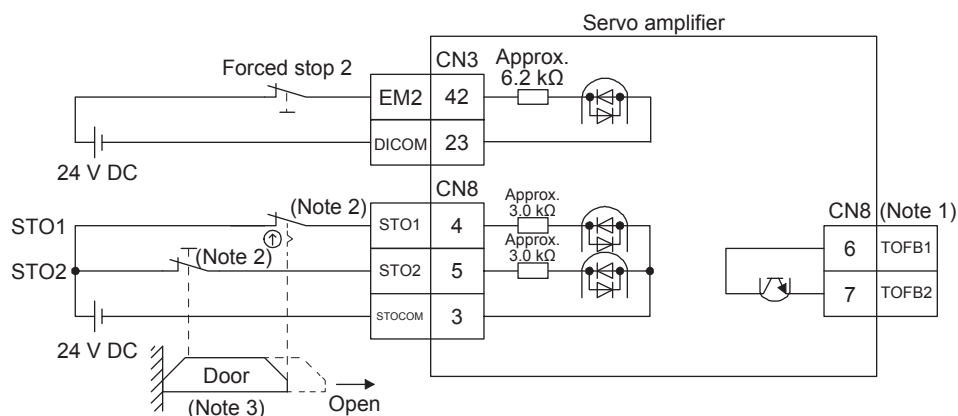 Servo amplifier
Forced stop 2
CN3
Approx.
6.2 kΩ
EM2 42
DICOM 23
24 V DC
CN8
STO1
(Note 2)
STO1 4
Approx.
3.0 kΩ
STO2
(Note 2)
STO2 5
Approx.
3.0 kΩ
STOCOM 3
24 V DC
CN8 (Note 1)
6 TOFB1
7 TOFB2
Door
(Note 3)
Open